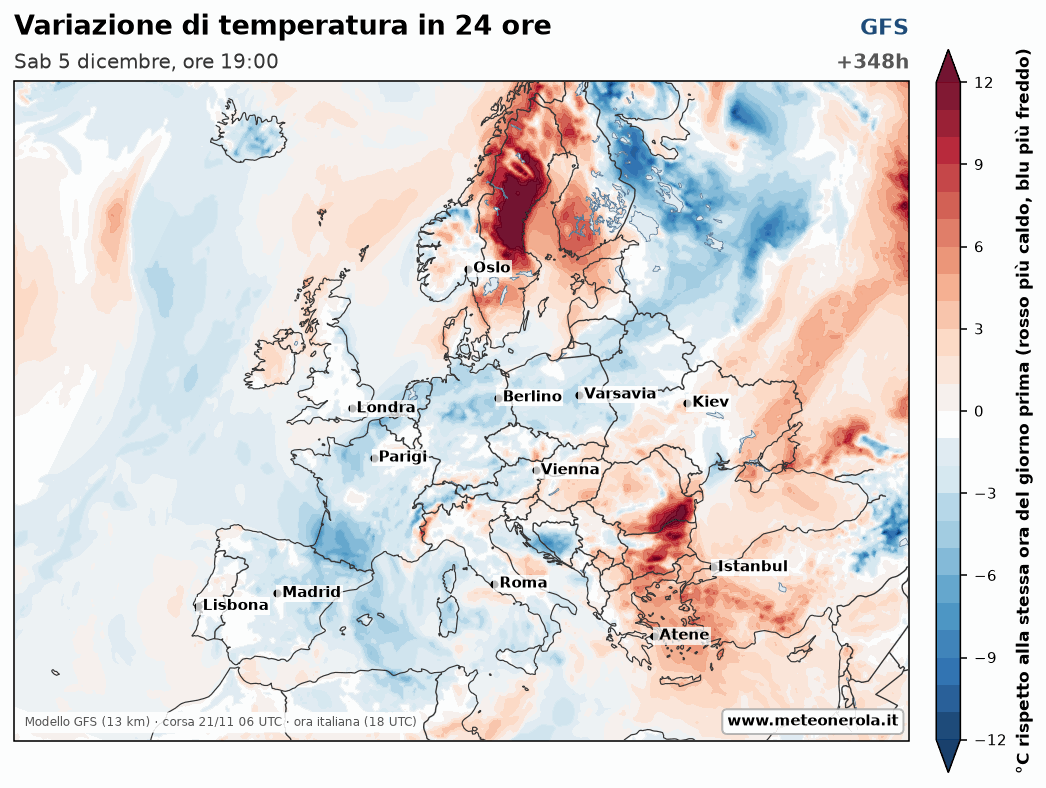 Variazione di temperatura in 24 ore
GFS
Sab 5 dicembre, ore 19:00
+348h
12
9
6
3
0
−3
−6
−9
−12
°C rispetto alla stessa ora del giorno prima (rosso più caldo, blu più freddo)
Oslo
Londra
Berlino
Varsavia
Kiev
Parigi
Vienna
Istanbul
Roma
Madrid
Lisbona
Atene
Modello GFS (13 km) · corsa 21/11 06 UTC · ora italiana (18 UTC)
www.meteonerola.it